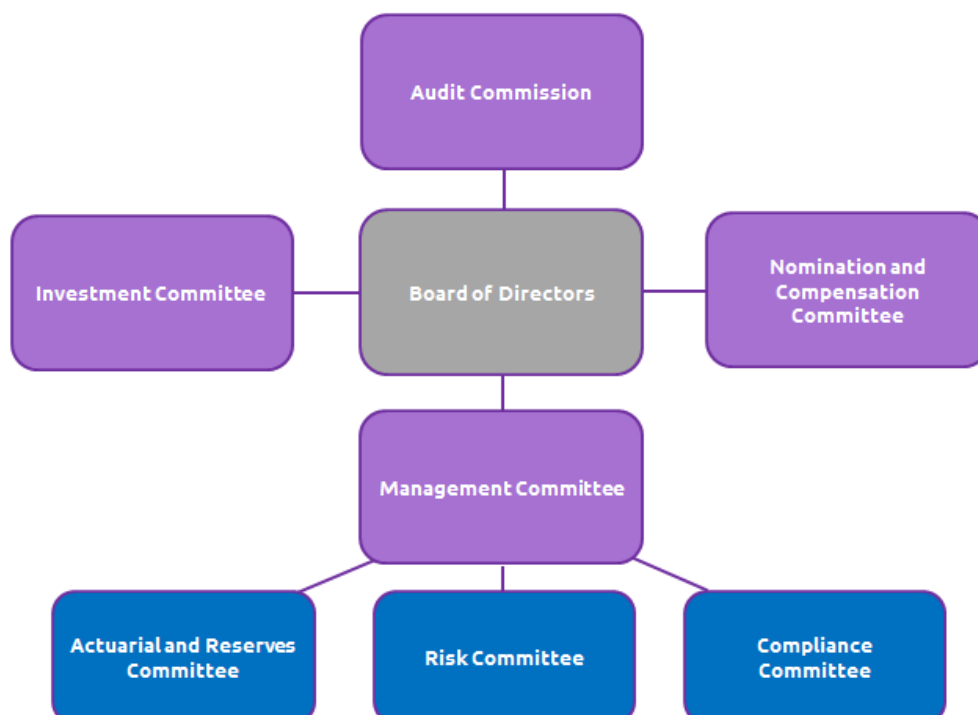 Audit Commission
Investment Committee
Board of Directors
Nomination and
Compensation
Committee
Management Committee
Actuarial and Reserves
Committee
Risk Committee
Compliance
Committee